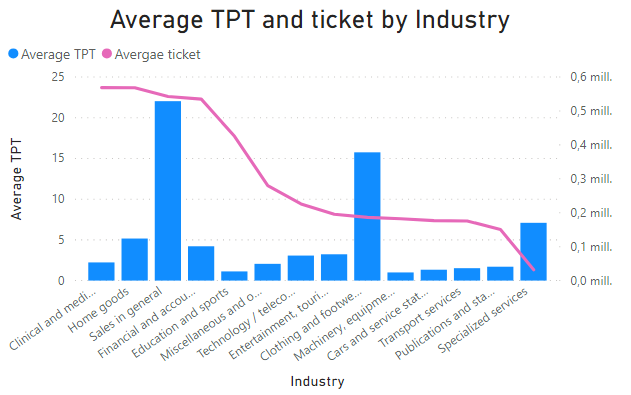 Average TPT and ticket by Industry
Average TPT Avergae ticket
25
20
15
10
5
0
Average TPT
0,6 mill.
0,5 mill.
0,4 mill.
0,3 mill.
0,2 mill.
0,1 mill.
0,0 mill.
Clinical and medi...
Home goods
Sales in general
Financial and accou...
Education and sports
Miscellaneous and o...
Technology / teleco...
Entertainment, touri...
Clothing and footwe...
Machinery, equipme...
Cars and service stat...
Transport services
Publications and sta...
Specialized services
Industry